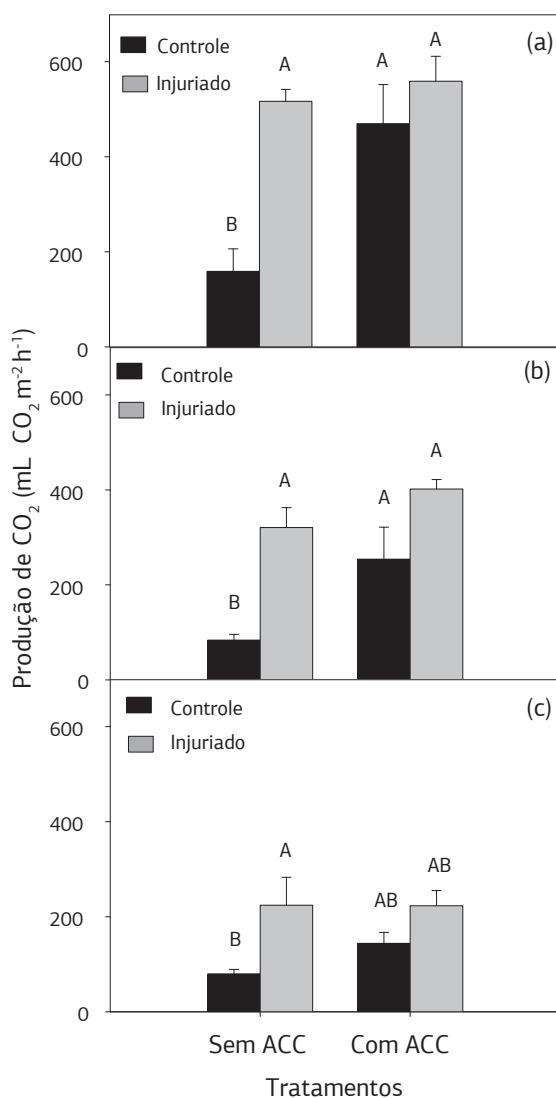 Produção de CO₂ (mL CO₂ m⁻² h⁻¹)
Controle
Injuriado
(a)
600
400
200
0
B
A
A
A
Controle
Injuriado
(b)
600
400
200
0
B
A
A
A
Controle
Injuriado
(c)
600
400
200
0
B
A
AB
AB
Sem ACC
Com ACC
Tratamentos